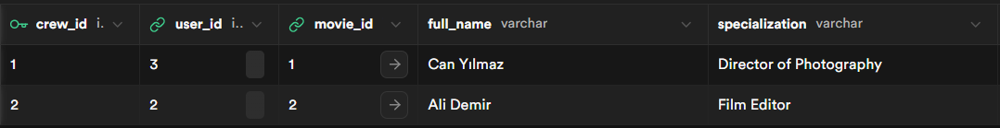 crew_id i.. user_id i.. movie_id full_name varchar specialization varchar
1 3 1 Can Yılmaz Director of Photography
2 2 2 Ali Demir Film Editor